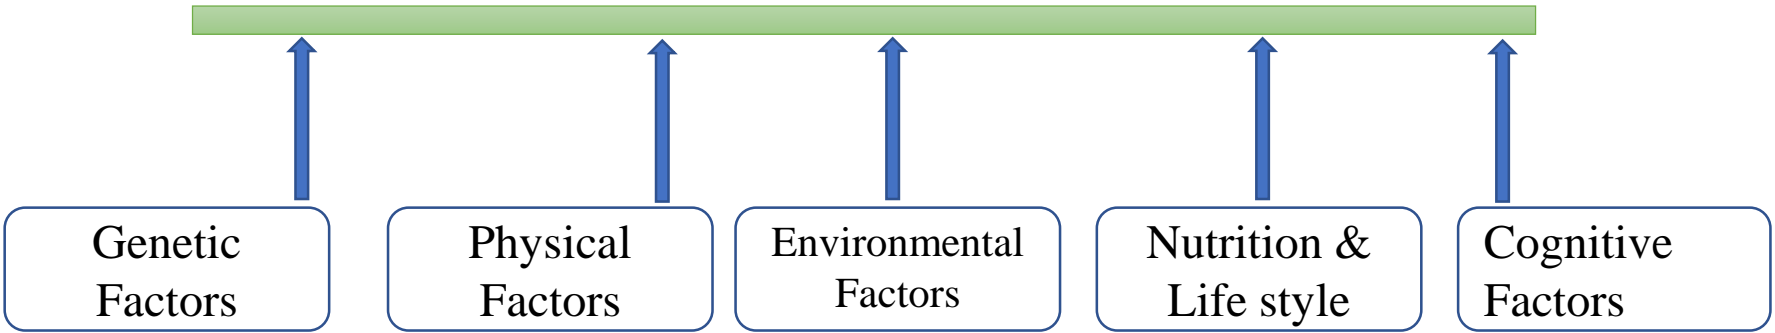 Genetic
Factors
Physical
Factors
Environmental
Factors
Nutrition &
Life style
Cognitive
Factors